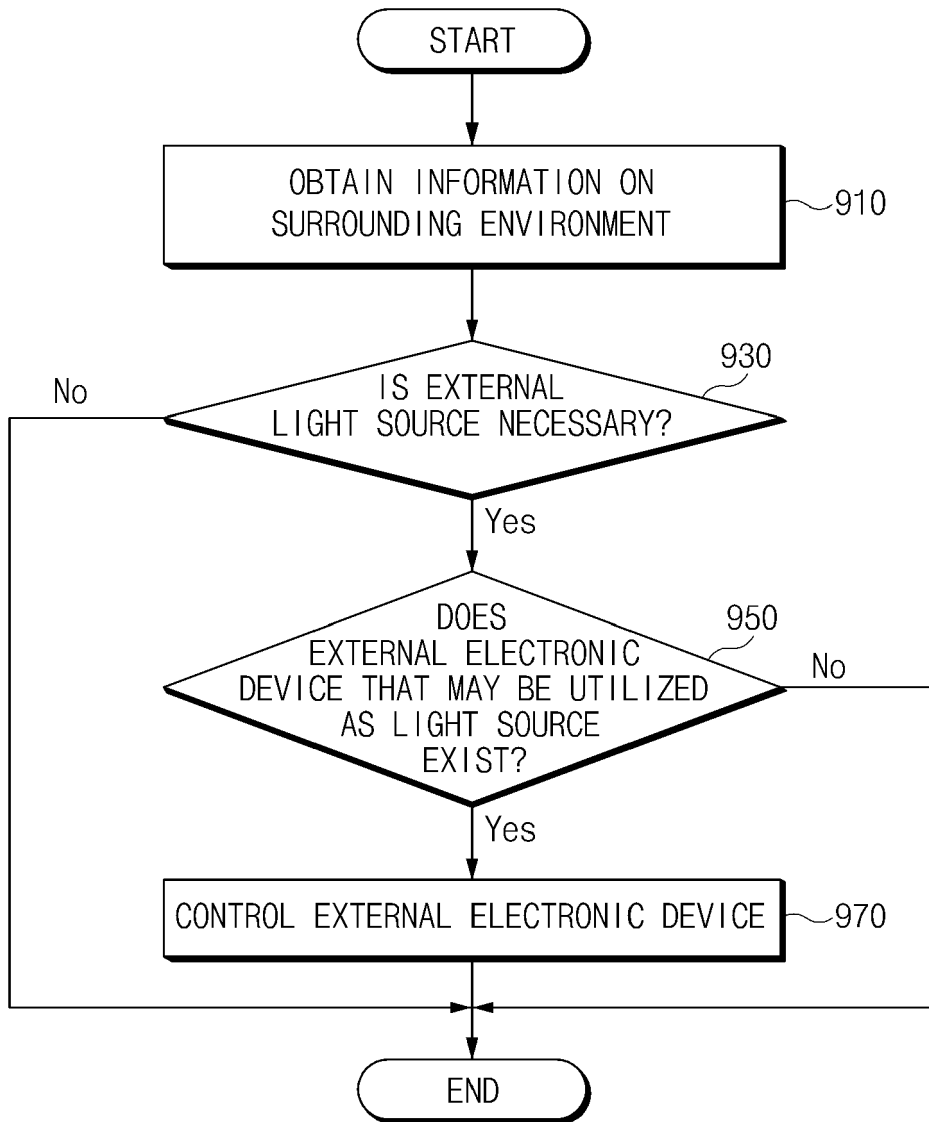 START
OBTAIN INFORMATION ON
SURROUNDING ENVIRONMENT
910
930
No
IS EXTERNAL
LIGHT SOURCE NECESSARY?
Yes
950
DOES
EXTERNAL ELECTRONIC
DEVICE THAT MAY BE UTILIZED
AS LIGHT SOURCE
EXIST?
No
Yes
CONTROL EXTERNAL ELECTRONIC DEVICE
970
END